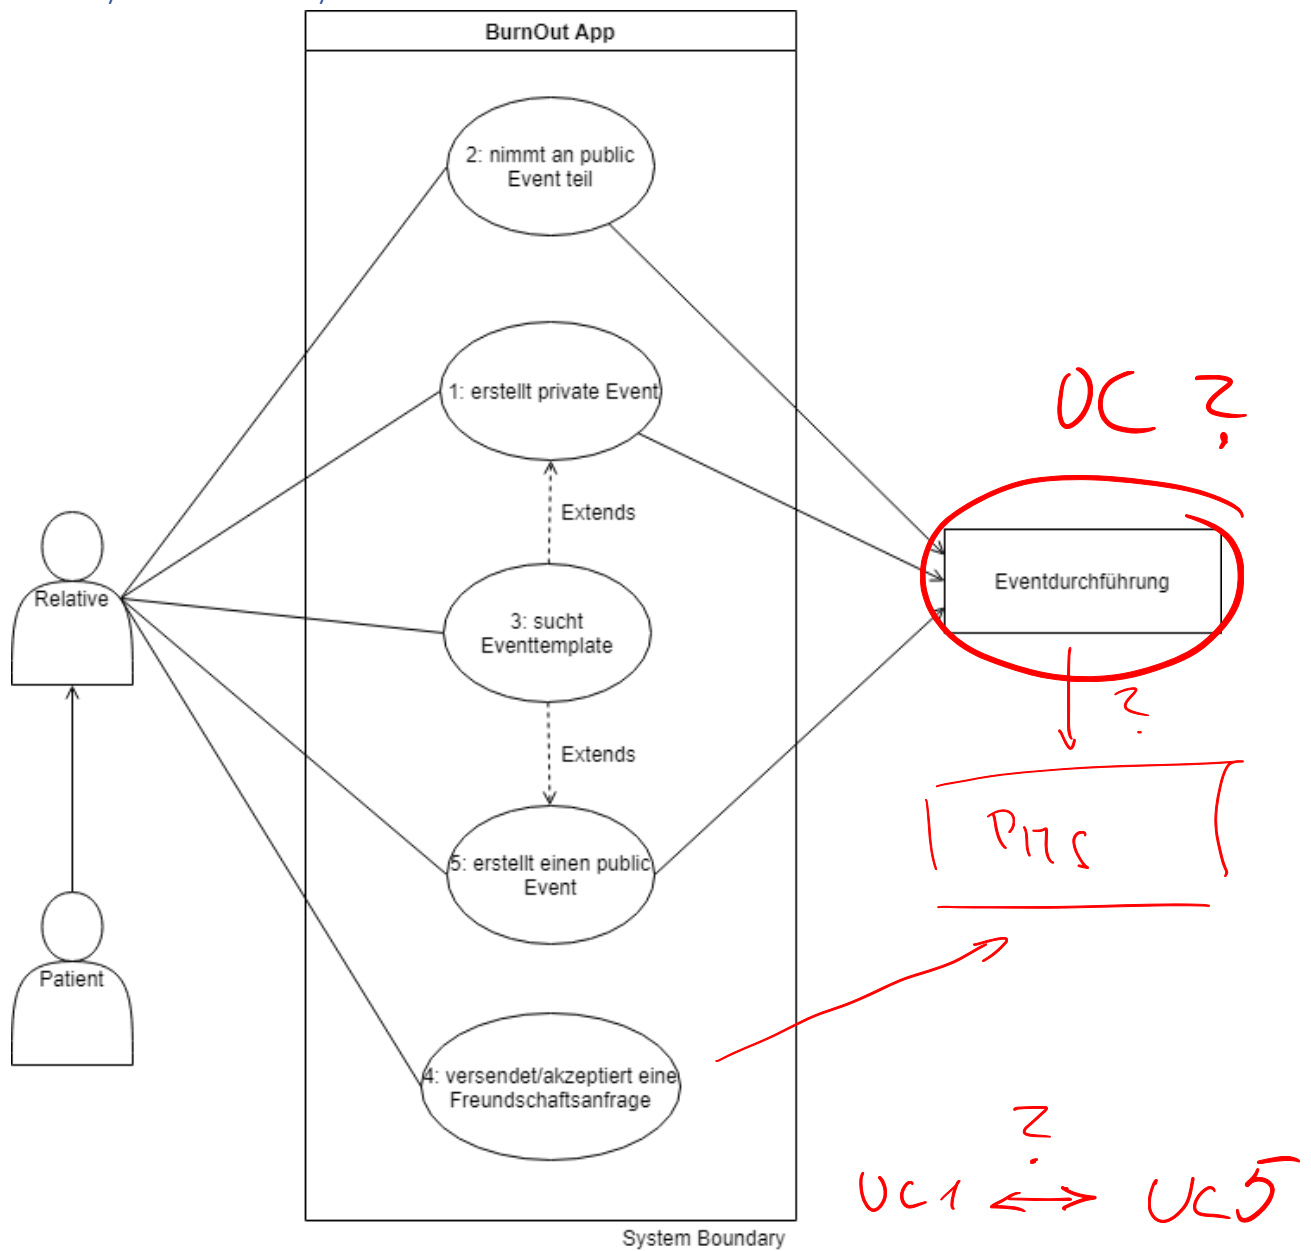 BurnOut App
2: nimmt an public
Event teil
1: erstellt private Event
UC ?
Extends
Relative
3: sucht
Eventtemplate
Eventdurchführung
?
Extends
PMS
5: erstellt einen public
Event
Patient
4: versendet/akzeptiert eine
Freundschaftsanfrage
?
UC1 ↔ UC5
System Boundary